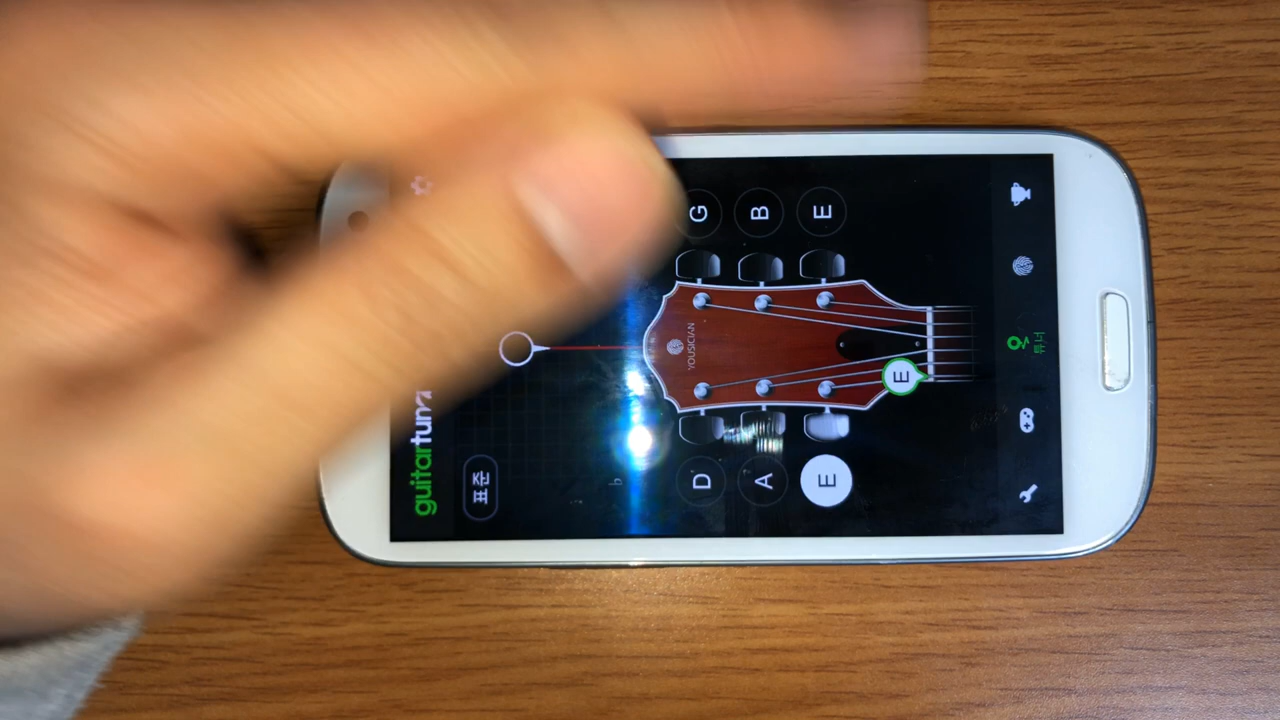 guitartuna
표준
♭
D YOUSICIAN G
A B
E E
E
튜너